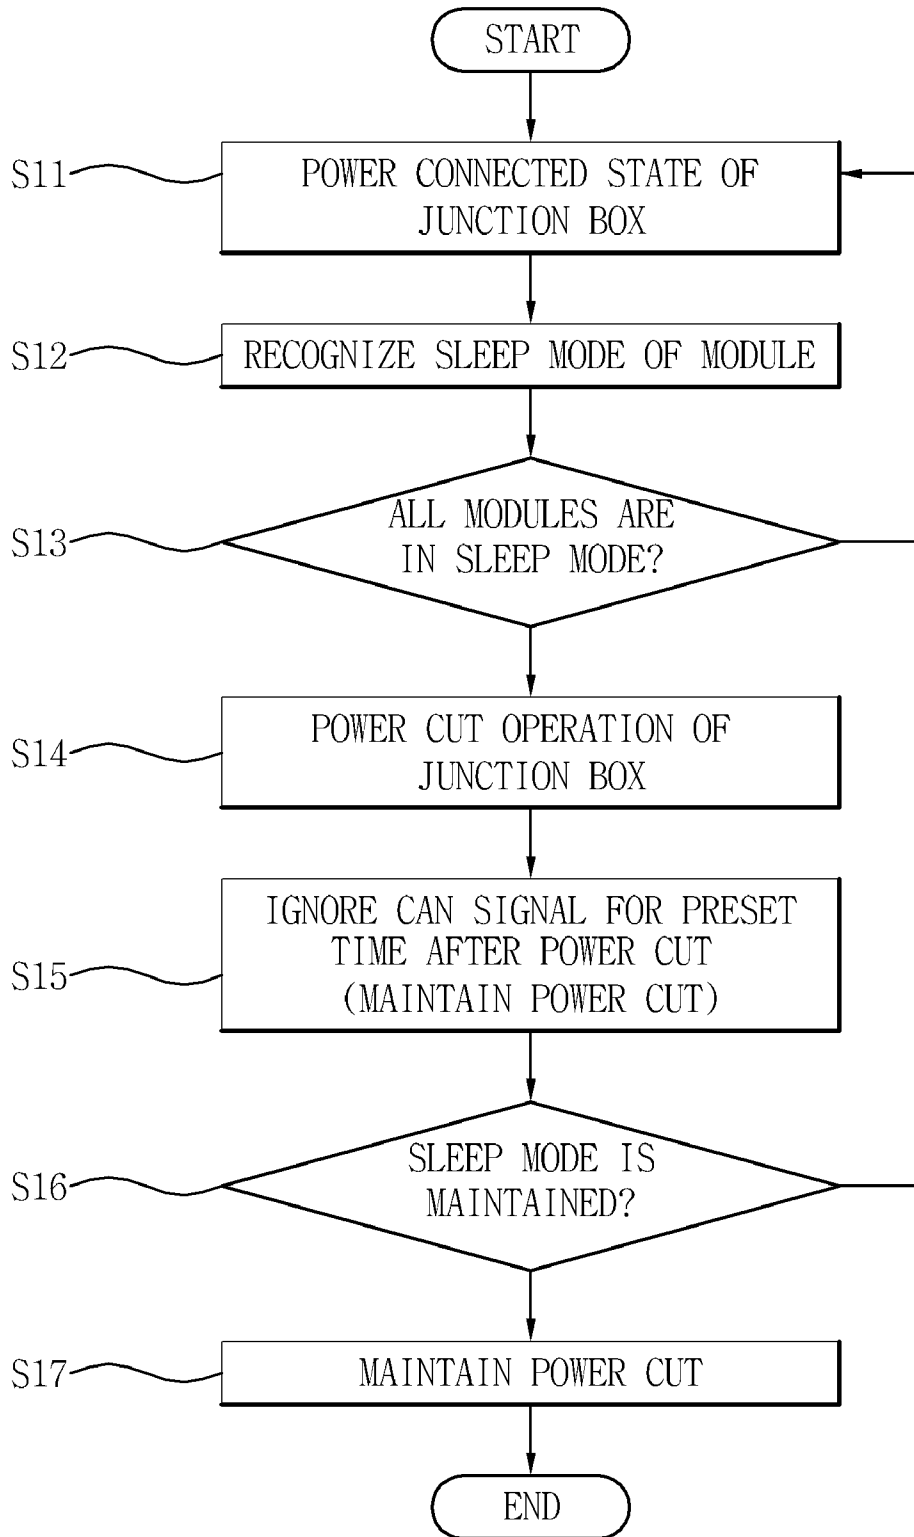 START
S11
POWER CONNECTED STATE OF
JUNCTION BOX
S12
RECOGNIZE SLEEP MODE OF MODULE
S13
ALL MODULES ARE
IN SLEEP MODE?
S14
POWER CUT OPERATION OF
JUNCTION BOX
S15
IGNORE CAN SIGNAL FOR PRESET
TIME AFTER POWER CUT
(MAINTAIN POWER CUT)
S16
SLEEP MODE IS
MAINTAINED?
S17
MAINTAIN POWER CUT
END